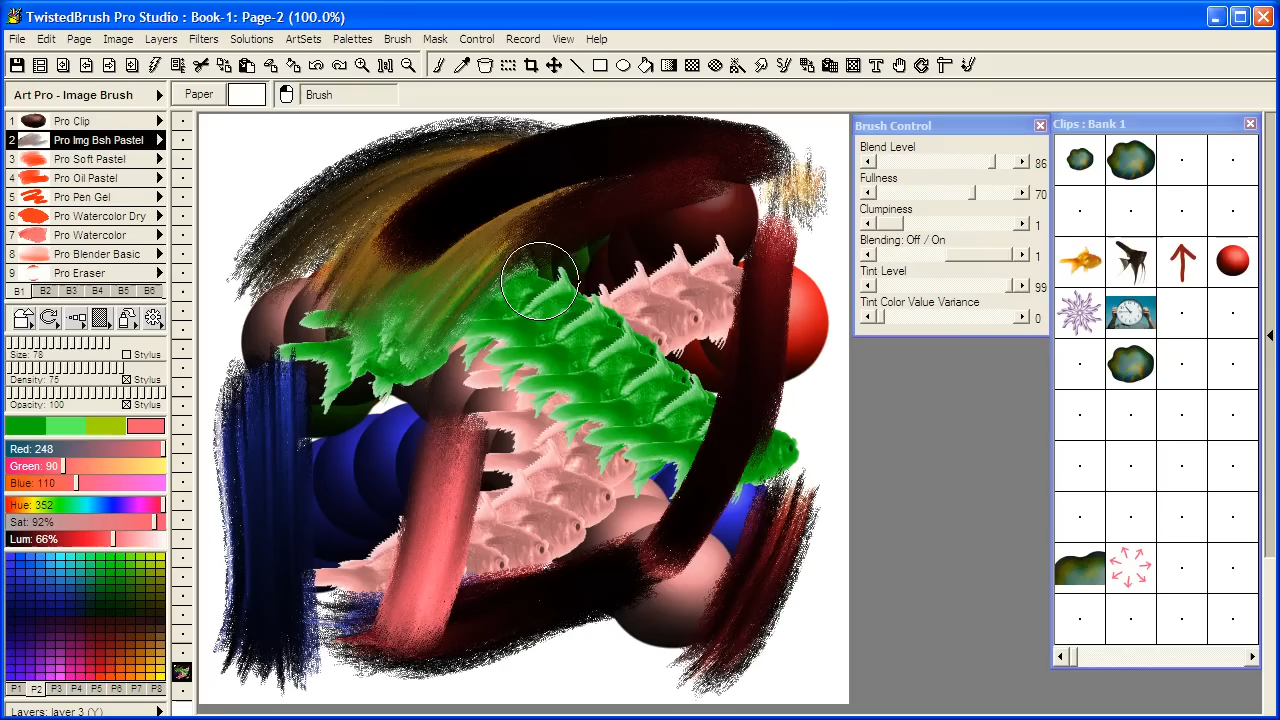 TwistedBrush Pro Studio : Book-1: Page-2 (100.0%)
File Edit Page Image Layers Filters Solutions ArtSets Palettes Brush Mask Control Record View Help
Art Pro - Image Brush
Paper
Brush
1 Pro Clip
2 Pro Img Bsh Pastel
3 Pro Soft Pastel
4 Pro Oil Pastel
5 Pro Pen Gel
6 Pro Watercolor Dry
7 Pro Watercolor
8 Pro Blender Basic
9 Pro Eraser
B1 B2 B3 B4 B5 B6
Size: 78 Stylus
Density: 75 Stylus
Opacity: 100 Stylus
Red: 248
Green: 90
Blue: 110
Hue: 352
Sat: 92%
Lum: 66%
P1 P2 P3 P4 P5 P6 P7 P8
Layers: layer 3 (Y)
Brush Control
Blend Level
86
Fullness
70
Clumpiness
1
Blending: Off / On
1
Tint Level
99
Tint Color Value Variance
0
Clips : Bank 1